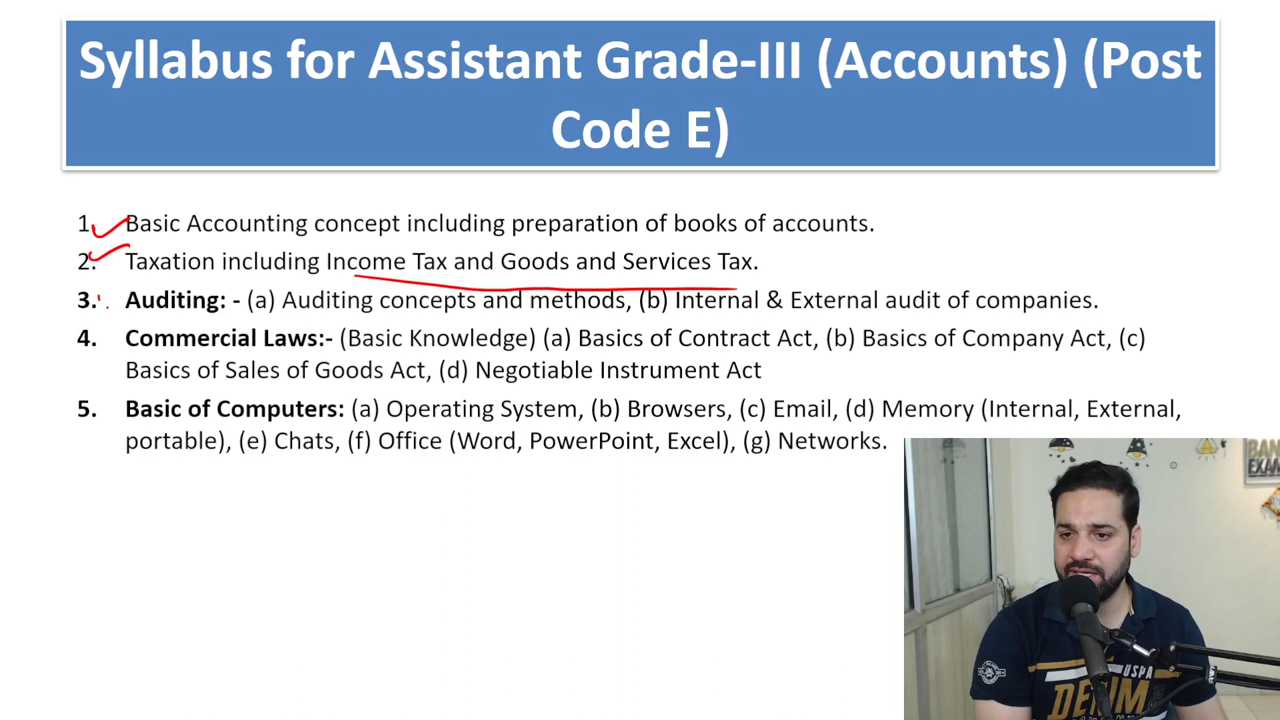 Syllabus for Assistant Grade-III (Accounts) (Post
Code E)
1. Basic Accounting concept including preparation of books of accounts.
2. Taxation including Income Tax and Goods and Services Tax.
3. Auditing: - (a) Auditing concepts and methods, (b) Internal & External audit of companies.
4. Commercial Laws:- (Basic Knowledge) (a) Basics of Contract Act, (b) Basics of Company Act, (c)
Basics of Sales of Goods Act, (d) Negotiable Instrument Act
5. Basic of Computers: (a) Operating System, (b) Browsers, (c) Email, (d) Memory (Internal, External,
portable), (e) Chats, (f) Office (Word, PowerPoint, Excel), (g) Networks.
USPA
DENIM